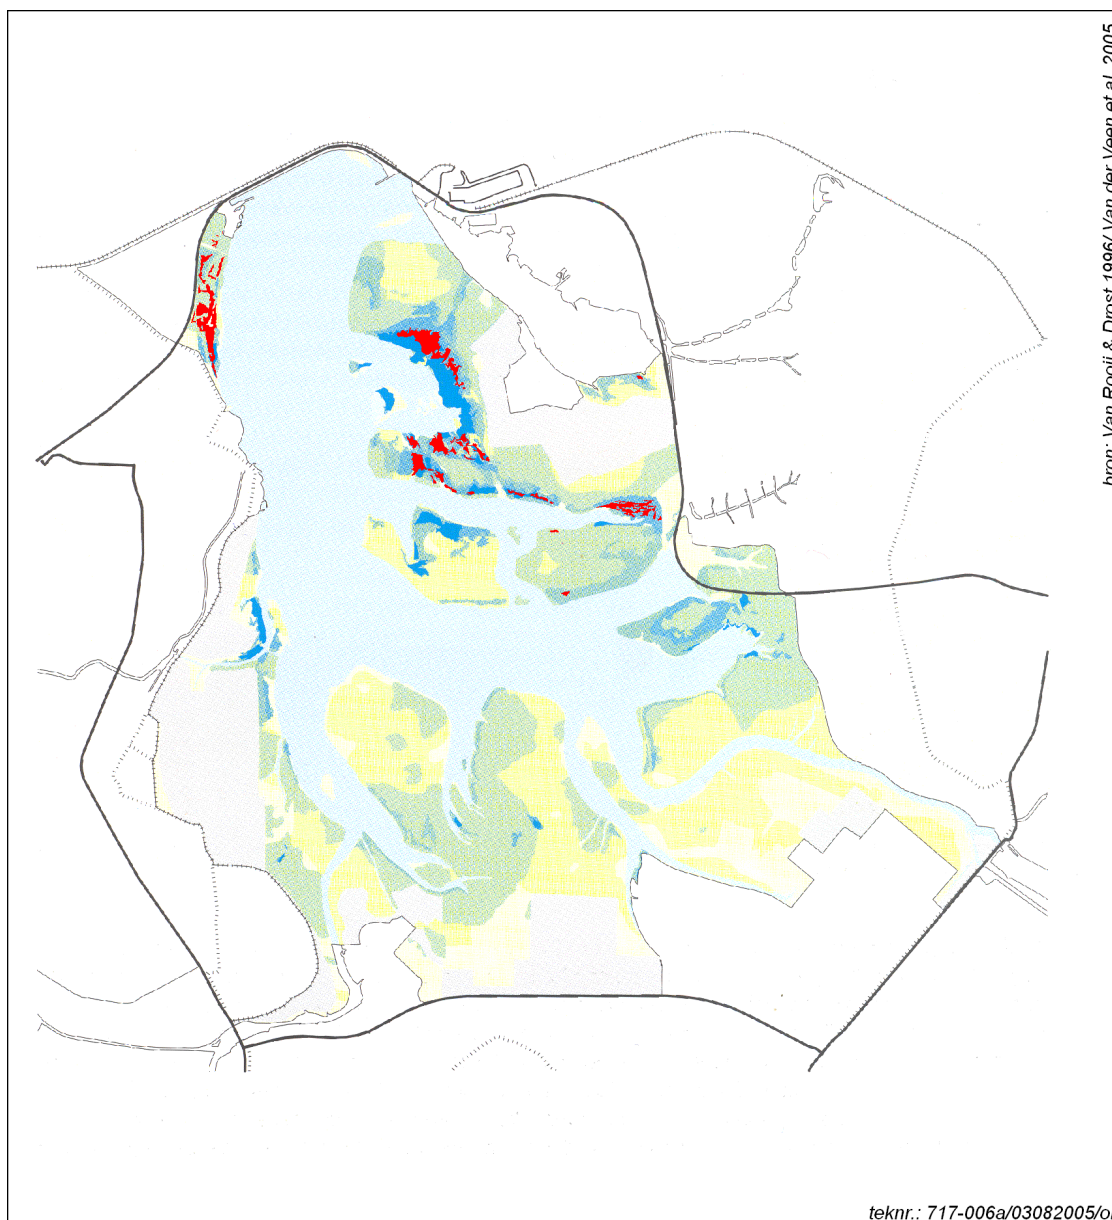 bron: Van Rooij & Drost 1996/ Van der Veen et al, 2005
teknr.: 717-006a/03082005/o